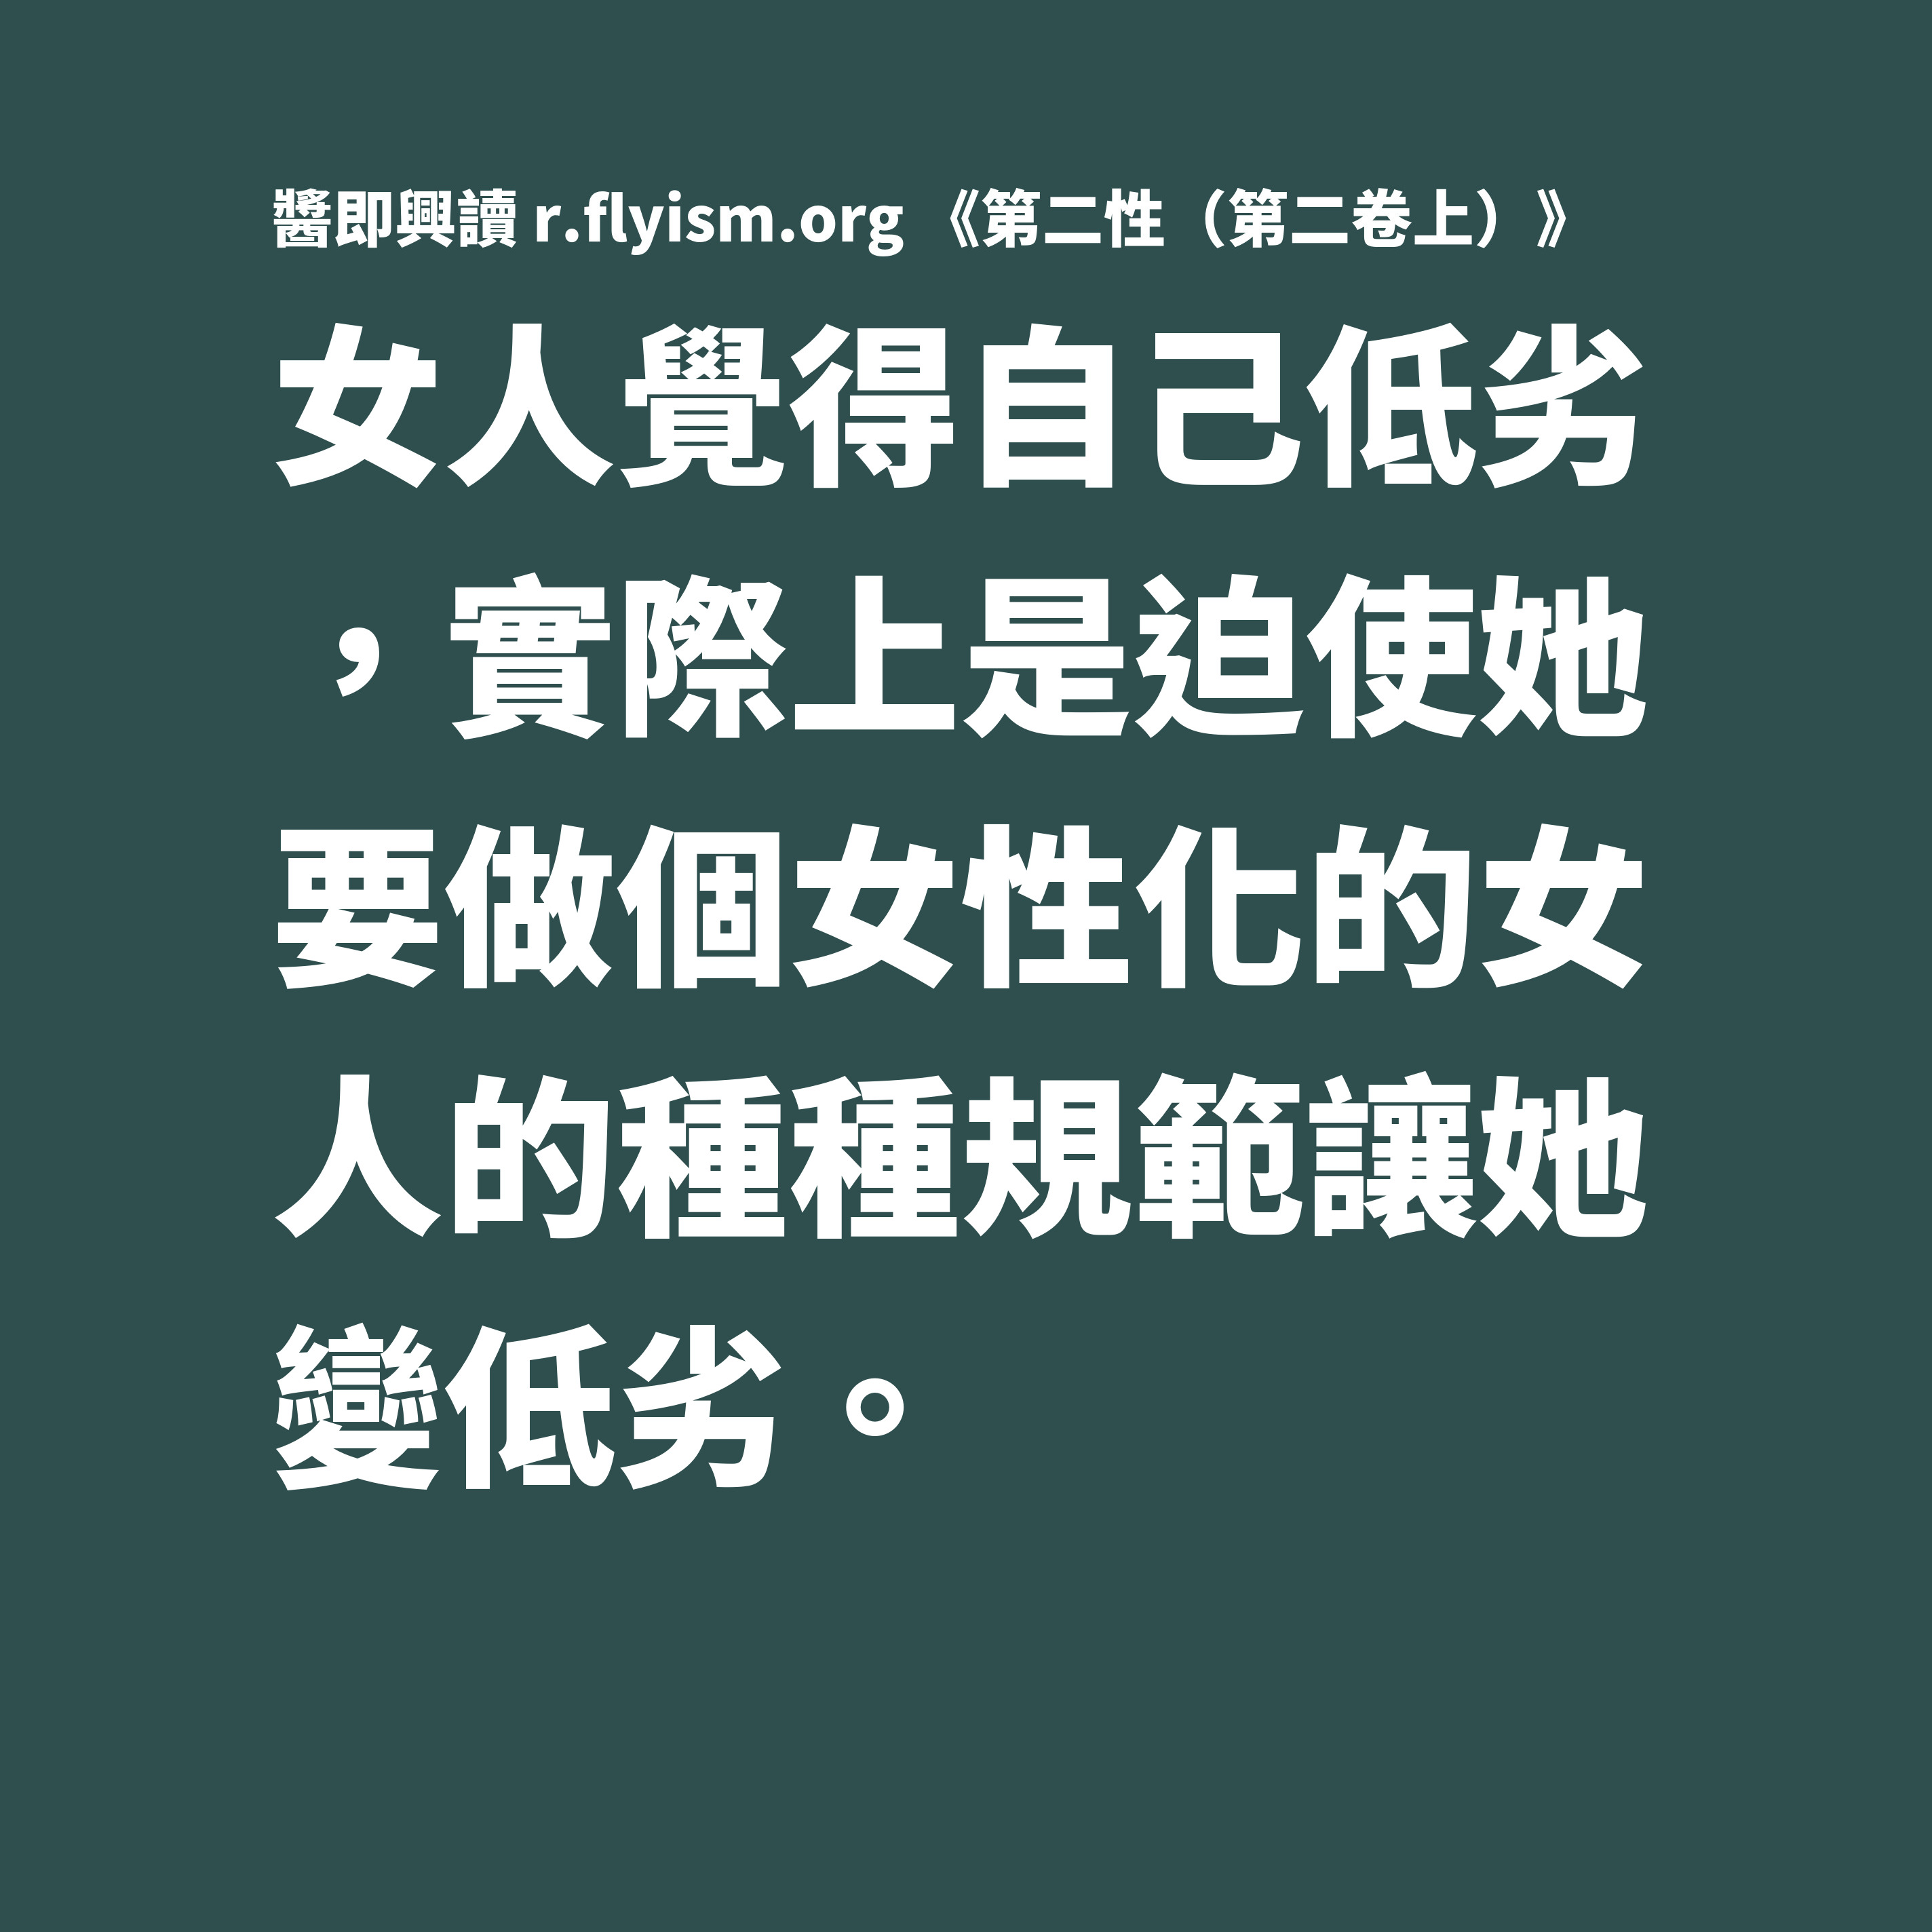 獎即閱讀 r.flyism.org 《第二性（第二卷上）》
女人覺得自己低劣
，實際上是迫使她
要做個女性化的女
人的種種規範讓她
變低劣。